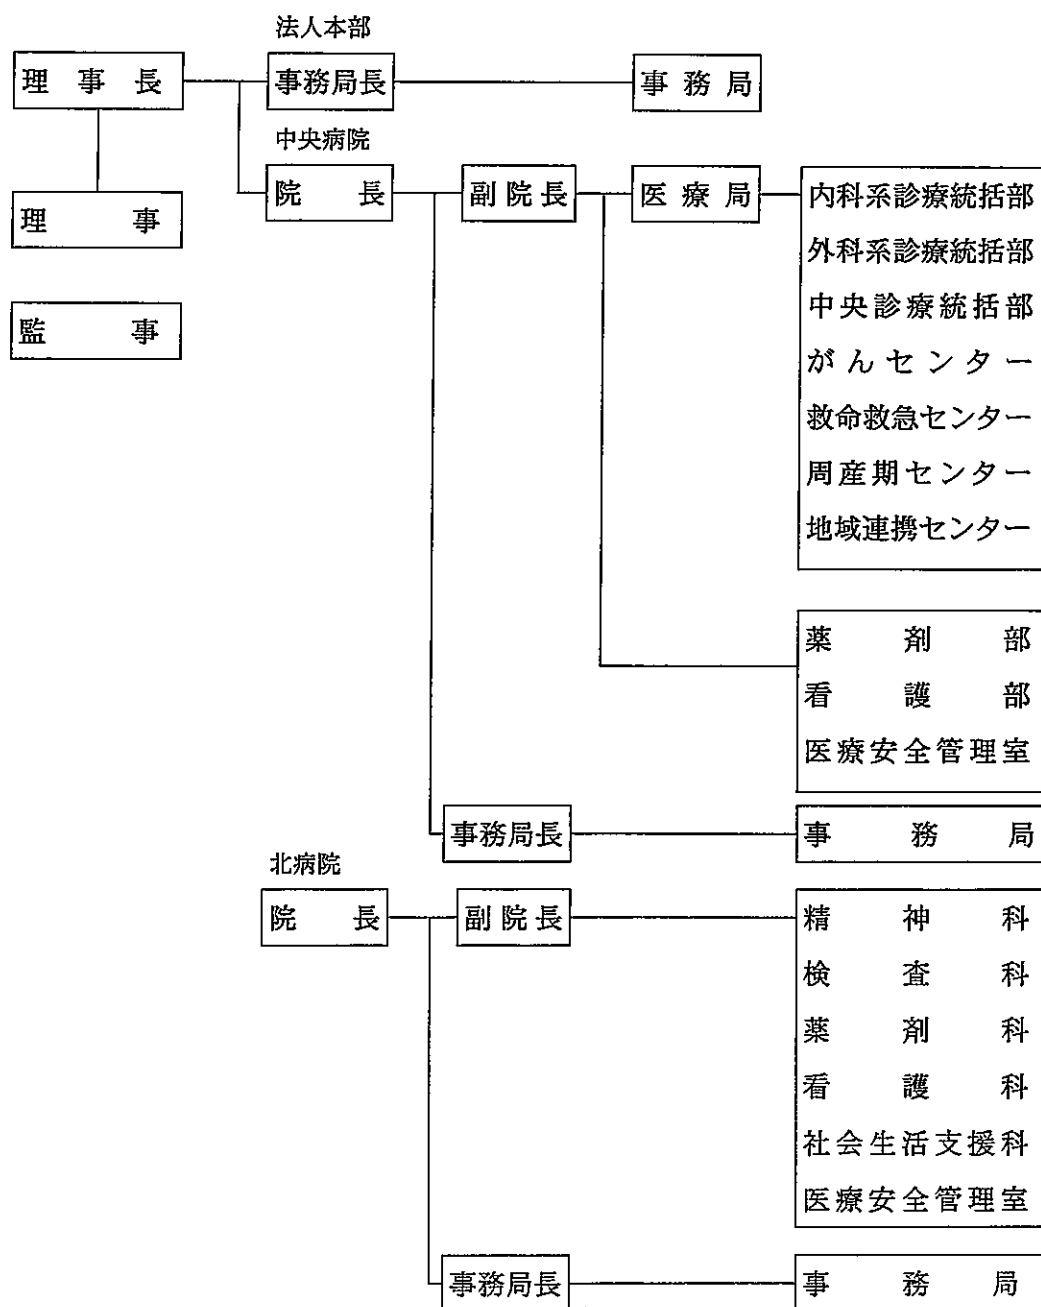 法人本部
理事長 事務局長 事務局
中央病院
院長 副院長 医療局 内科系診療統括部
理事 外科系診療統括部
監事 中央診療統括部
がんセンター
救命救急センター
周産期センター
地域連携センター
薬剤部
看護部
医療安全管理室
事務局長 事務局
北病院
院長 副院長 精神科
検査科
薬剤科
看護科
社会生活支援科
医療安全管理室
事務局長 事務局